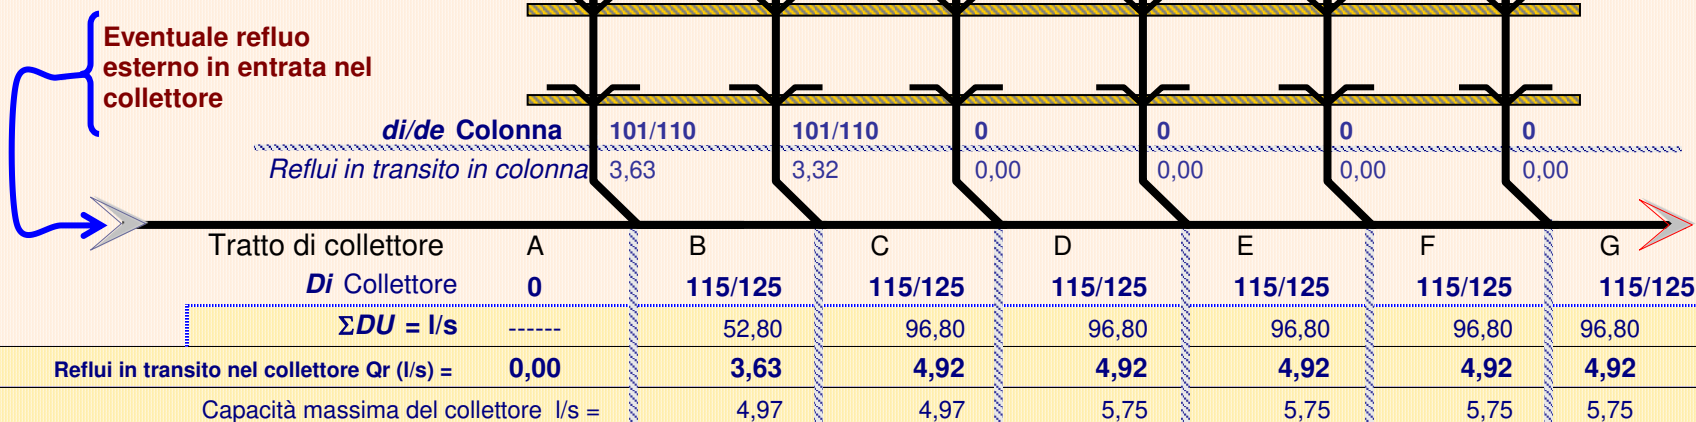 Eventuale refluo
esterno in entrata nel
collettore
di/de Colonna 101/110 101/110 0 0 0 0
Reflui in transito in colonna 3,63 3,32 0,00 0,00 0,00 0,00
Tratto di collettore A B C D E F G
Di Collettore 0 115/125 115/125 115/125 115/125 115/125 115/125
ΣDU = l/s ------ 52,80 96,80 96,80 96,80 96,80 96,80
Reflui in transito nel collettore Qr (l/s) = 0,00 3,63 4,92 4,92 4,92 4,92 4,92
Capacità massima del collettore l/s = 4,97 4,97 5,75 5,75 5,75 5,75